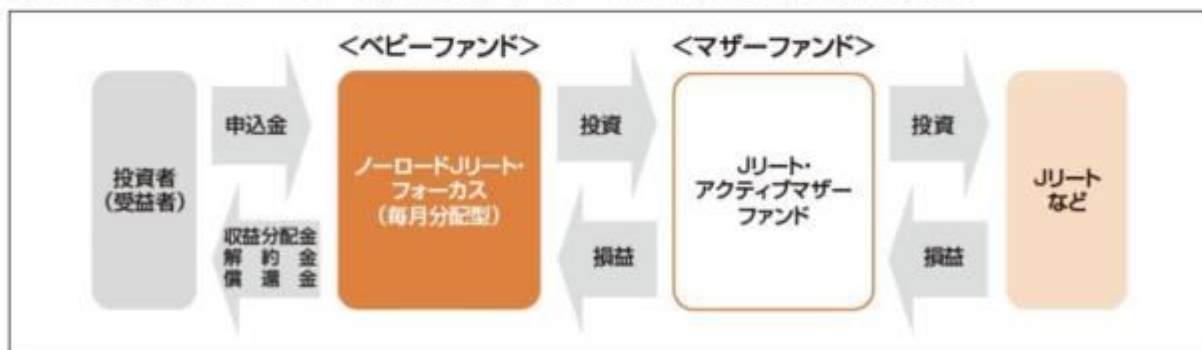 <ベビーファンド>
<マザーファンド>
投資者
(受益者)
申込金
収益分配金
解約金
償還金
ノーロードJリート・
フォーカス
(毎月分配型)
投資
損益
Jリート・
アクティブマザー
ファンド
投資
損益
Jリート
など